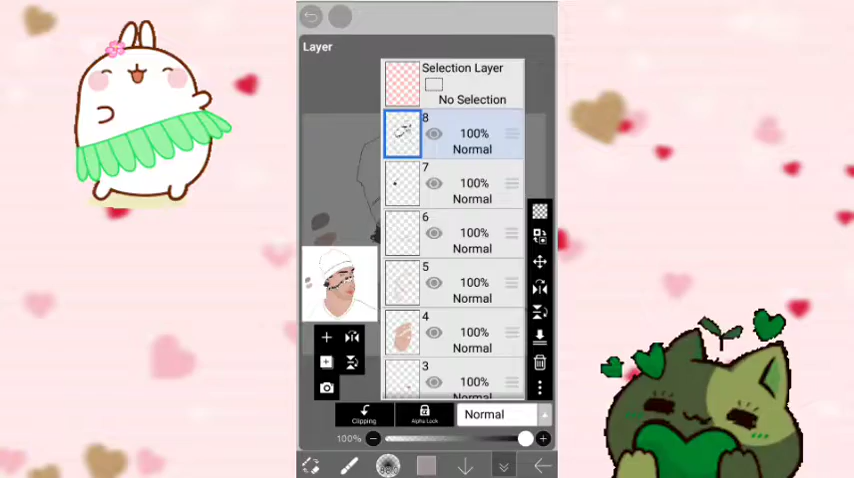 Layer
Selection Layer
No Selection
8
100%
Normal
7
100%
Normal
6
100%
Normal
5
100%
Normal
4
100%
Normal
3
100%
Normal
Clipping
Alpha Lock
Normal
100%